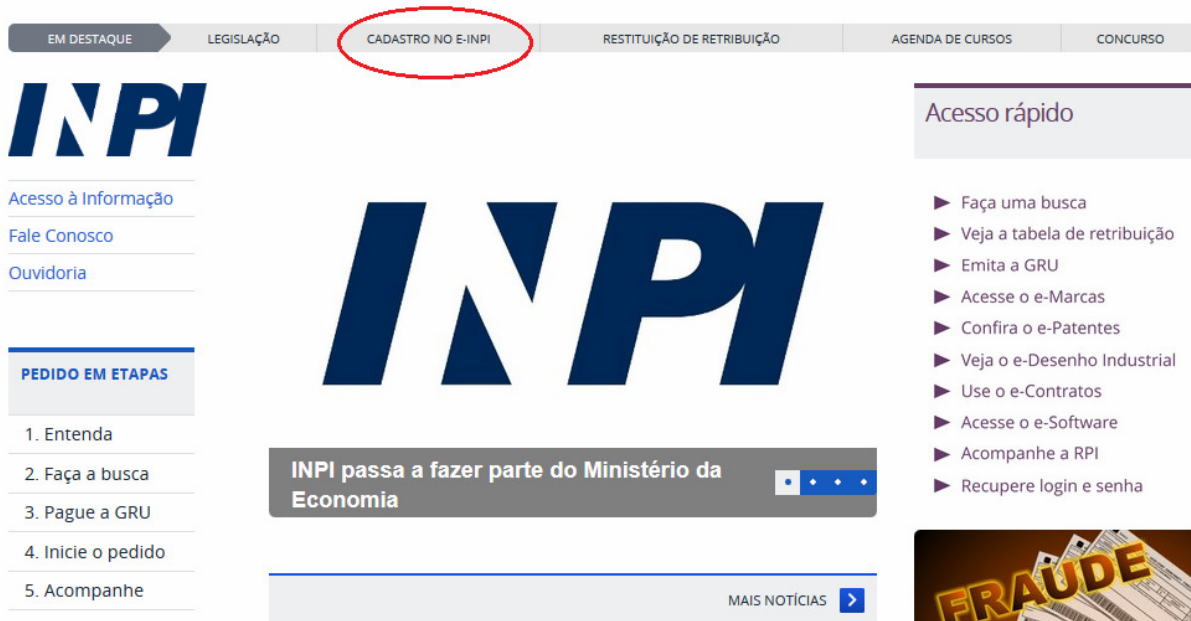 EM DESTAQUE
LEGISLAÇÃO
CADASTRO NO E-INPI
RESTITUIÇÃO DE RETRIBUIÇÃO
AGENDA DE CURSOS
CONCURSO
INPI
Acesso à Informação
Fale Conosco
Ouvidoria
PEDIDO EM ETAPAS
1. Entenda
2. Faça a busca
3. Pague a GRU
4. Inicie o pedido
5. Acompanhe
INPI
INPI passa a fazer parte do Ministério da
Economia
MAIS NOTÍCIAS
Acesso rápido
Faça uma busca
Veja a tabela de retribuição
Emita a GRU
Acesse o e-Marcas
Confira o e-Patentes
Veja o e-Desenho Industrial
Use o e-Contratos
Acesse o e-Software
Acompanhe a RPI
Recupere login e senha
FRAUDE